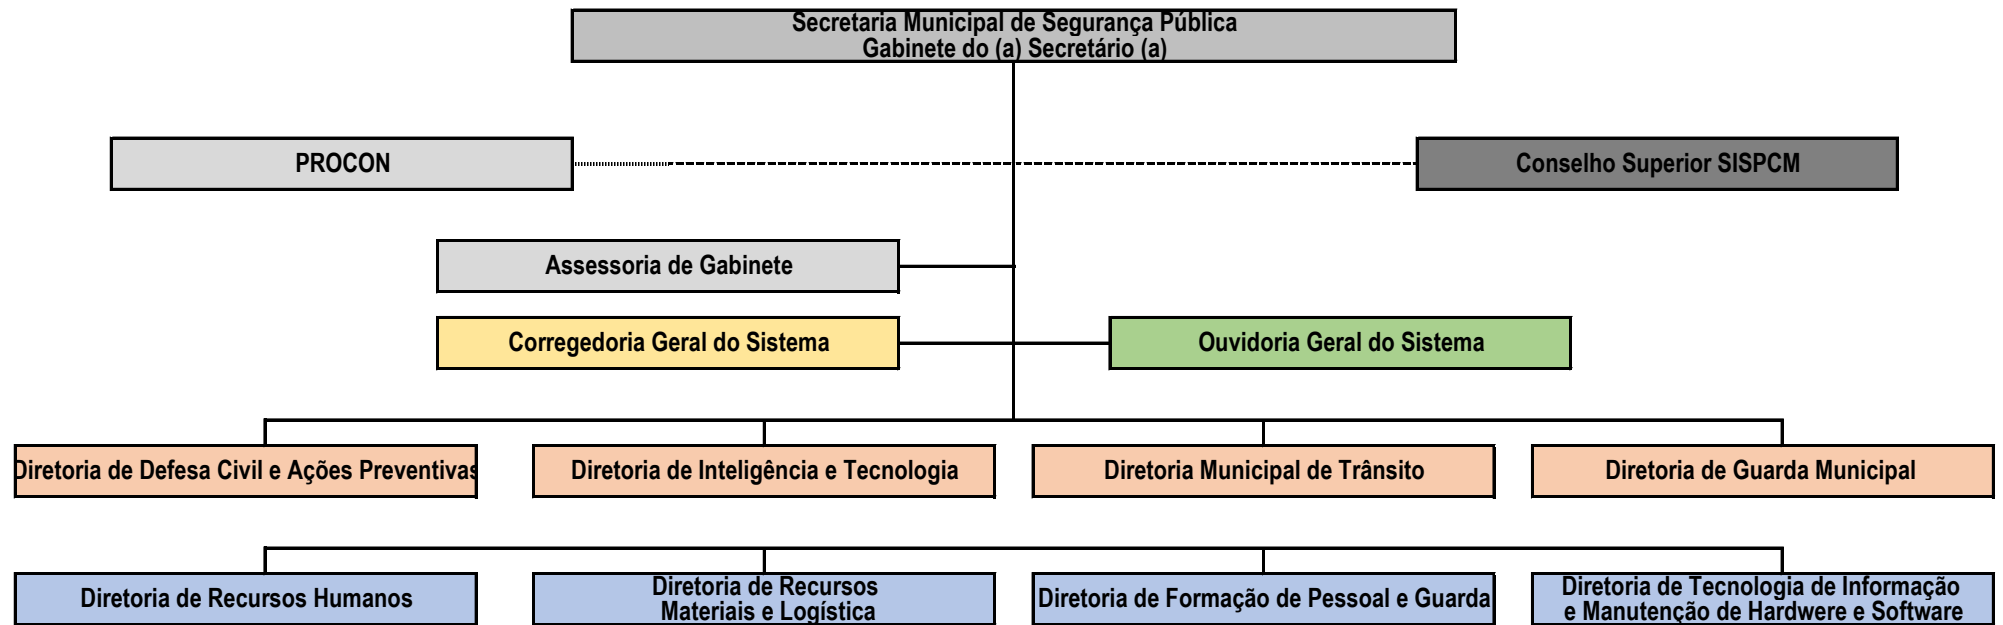 Secretaria Municipal de Segurança Pública
Gabinete do (a) Secretário (a)
PROCON
Conselho Superior SISPCM
Assessoria de Gabinete
Corregedoria Geral do Sistema
Ouvidoria Geral do Sistema
Diretoria de Defesa Civil e Ações Preventivas
Diretoria de Inteligência e Tecnologia
Diretoria Municipal de Trânsito
Diretoria de Guarda Municipal
Diretoria de Recursos Humanos
Diretoria de Recursos
Materiais e Logística
Diretoria de Formação de Pessoal e Guarda
Diretoria de Tecnologia de Informação
e Manutenção de Hardwere e Software